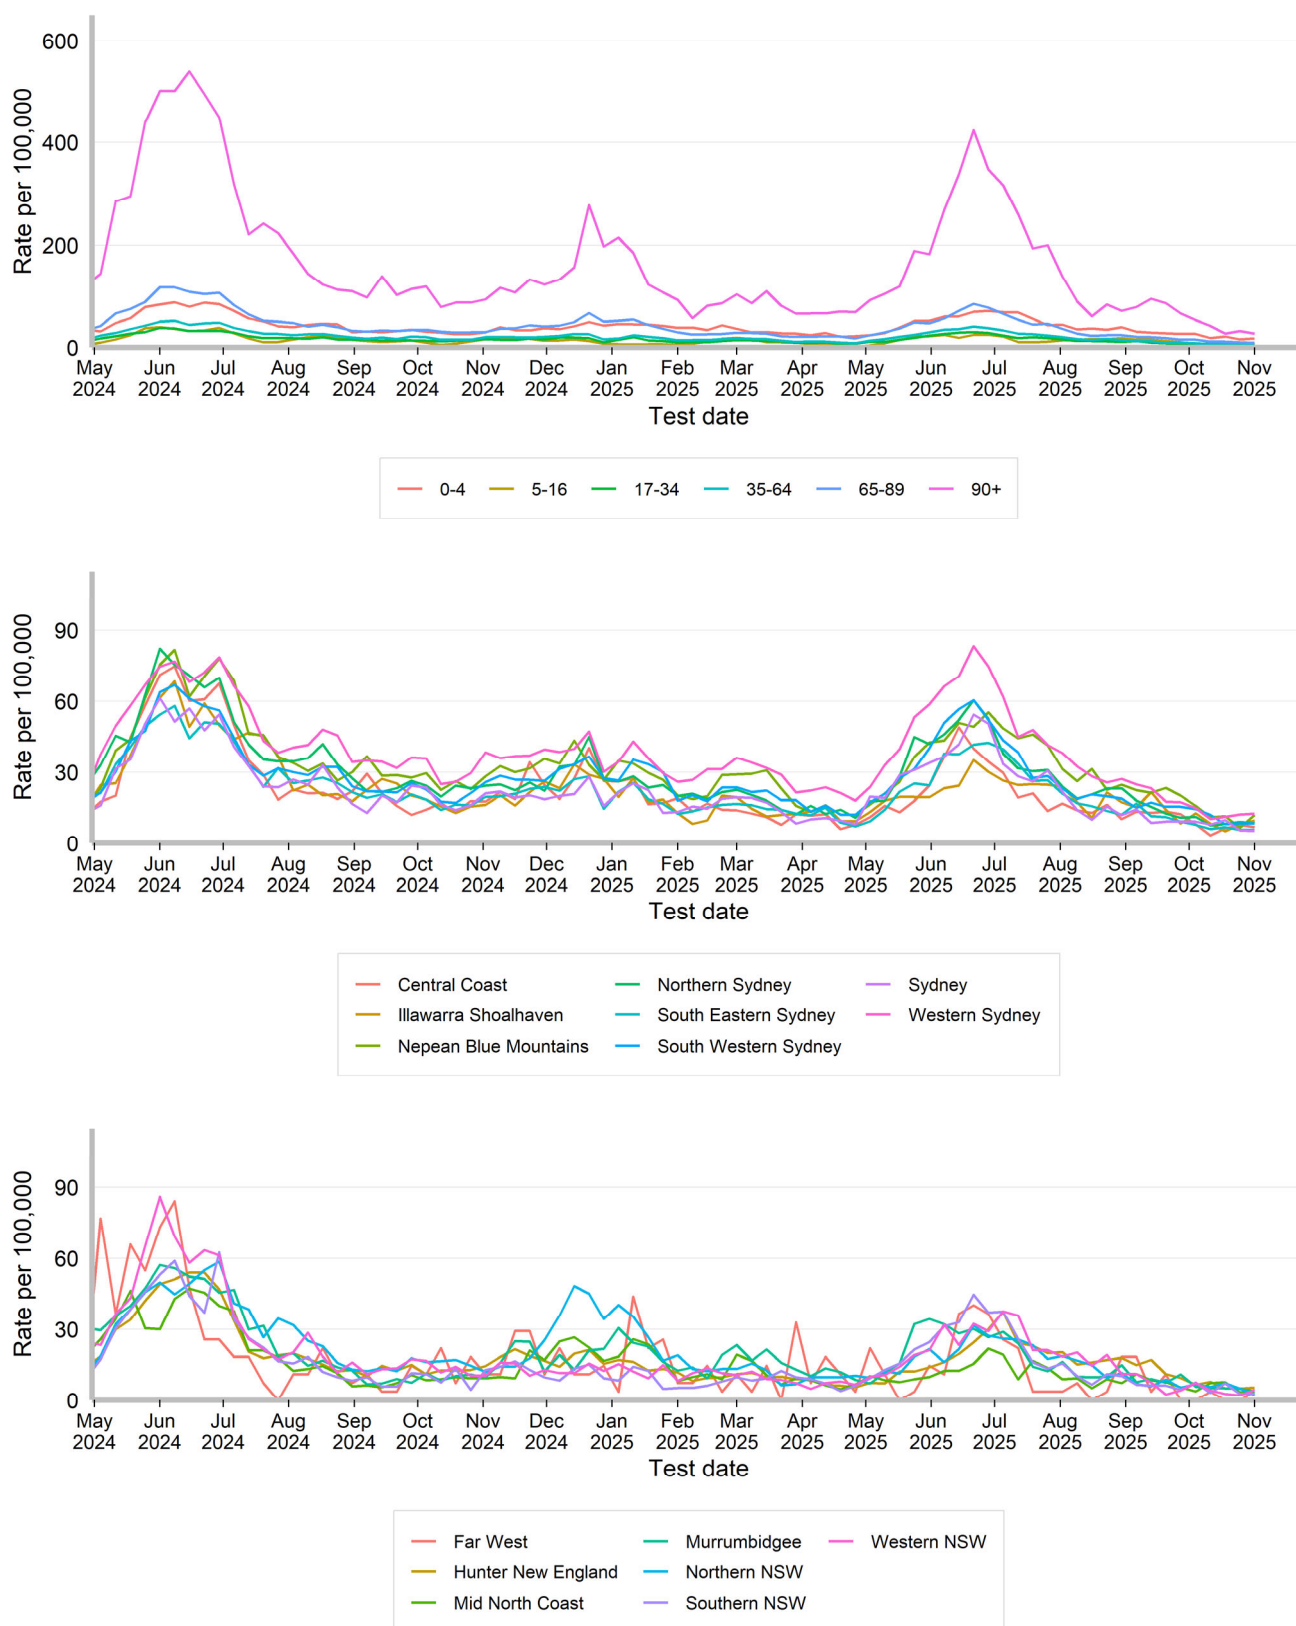 600
400
200
0
Rate per 100,000
May Jun Jul Aug Sep Oct Nov Dec Jan Feb Mar Apr May Jun Jul Aug Sep Oct Nov
2024 2024 2024 2024 2024 2024 2024 2024 2025 2025 2025 2025 2025 2025 2025 2025 2025 2025 2025
Test date
0-4 5-16 17-34 35-64 65-89 90+
90
60
30
0
Rate per 100,000
May Jun Jul Aug Sep Oct Nov Dec Jan Feb Mar Apr May Jun Jul Aug Sep Oct Nov
2024 2024 2024 2024 2024 2024 2024 2024 2025 2025 2025 2025 2025 2025 2025 2025 2025 2025 2025
Test date
Central Coast Northern Sydney Sydney
Illawarra Shoalhaven South Eastern Sydney Western Sydney
Nepean Blue Mountains South Western Sydney
90
60
30
0
Rate per 100,000
May Jun Jul Aug Sep Oct Nov Dec Jan Feb Mar Apr May Jun Jul Aug Sep Oct Nov
2024 2024 2024 2024 2024 2024 2024 2024 2025 2025 2025 2025 2025 2025 2025 2025 2025 2025 2025
Test date
Far West Murrumbidgee Western NSW
Hunter New England Northern NSW
Mid North Coast Southern NSW